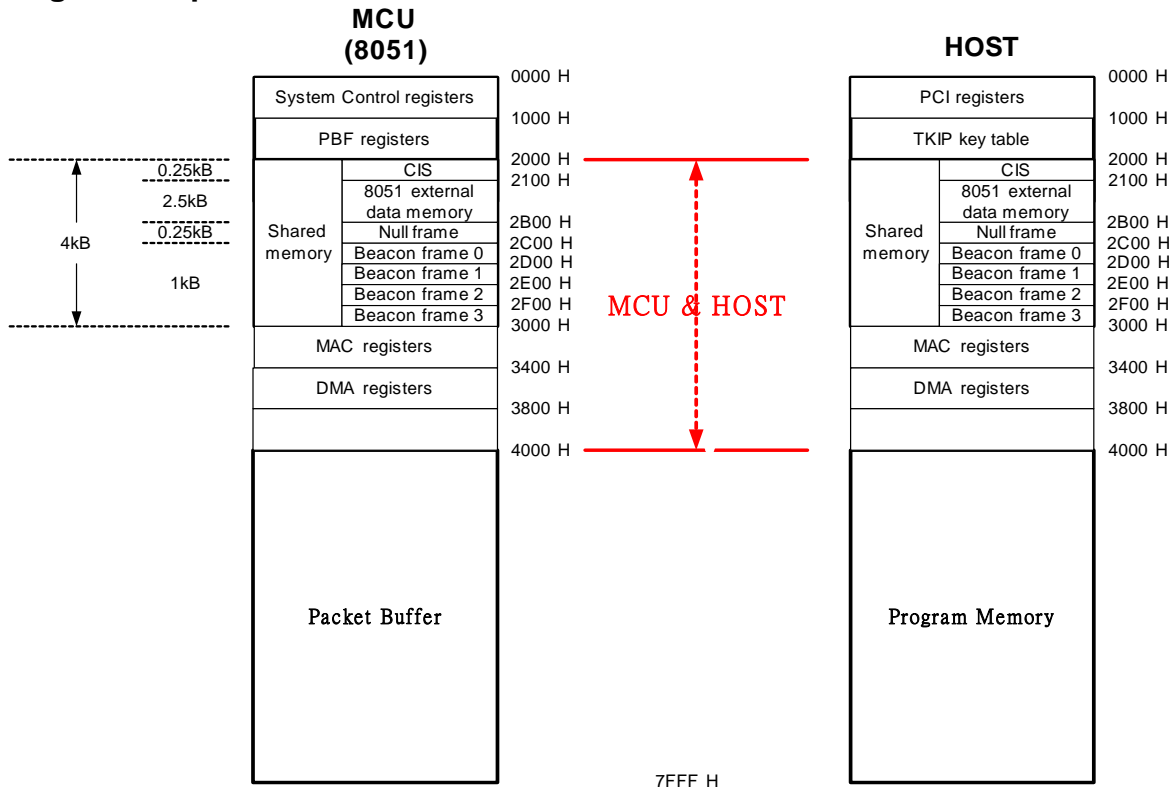 MCU
(8051)
HOST
0000 H
System Control registers
1000 H
PBF registers
2000 H
0.25kB
CIS
2100 H
2.5kB
8051 external
data memory
2B00 H
0.25kB
Null frame
2C00 H
4kB
Shared
memory
Beacon frame 0
2D00 H
1kB
Beacon frame 1
2E00 H
Beacon frame 2
2F00 H
Beacon frame 3
3000 H
MAC registers
3400 H
DMA registers
3800 H
4000 H
Packet Buffer
MCU & HOST
7FFF H
0000 H
PCI registers
1000 H
TKIP key table
2000 H
CIS
2100 H
8051 external
data memory
2B00 H
Null frame
2C00 H
Shared
memory
Beacon frame 0
2D00 H
Beacon frame 1
2E00 H
Beacon frame 2
2F00 H
Beacon frame 3
3000 H
MAC registers
3400 H
DMA registers
3800 H
4000 H
Program Memory